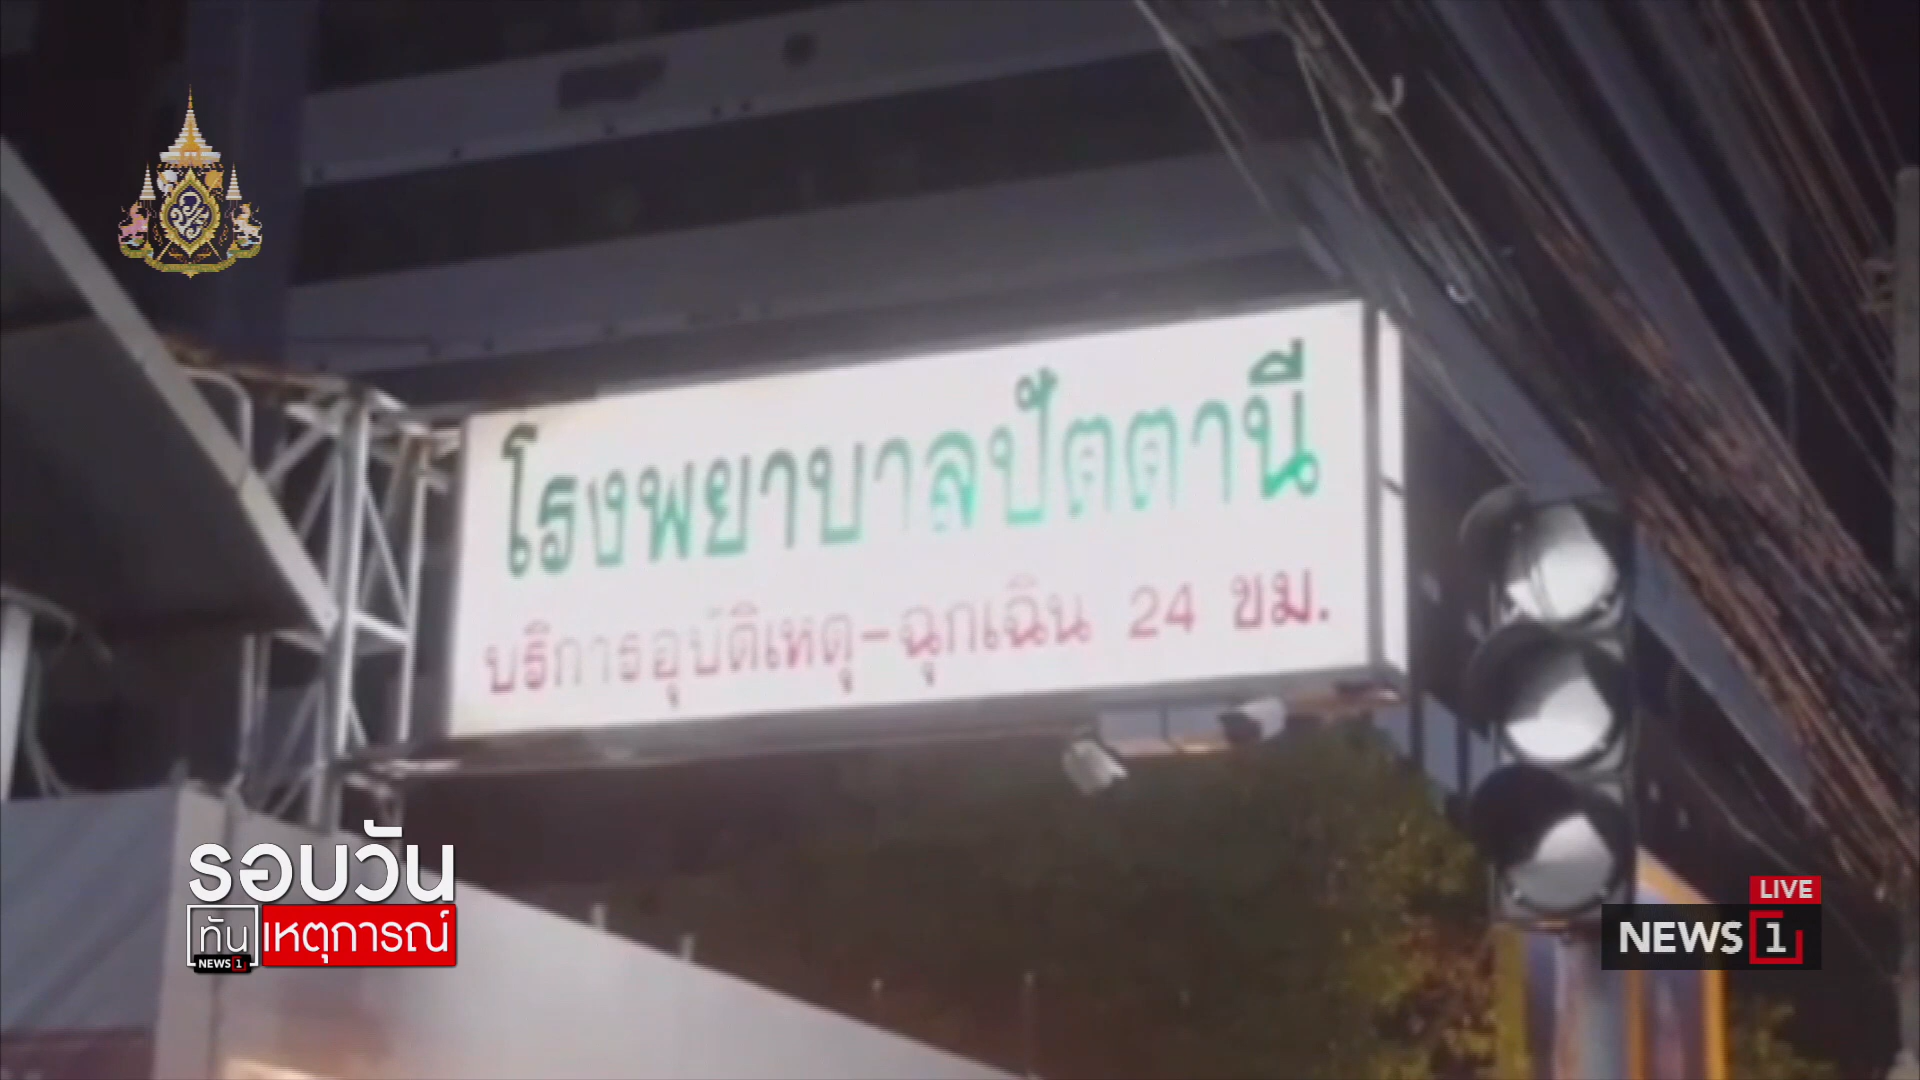 โรงพยาบาลปัตตานี
บริการอุบัติเหตุ-ฉุกเฉิน 24 ขม.
รอบวัน
ทันเหตุการณ์
NEWS 1
LIVE
NEWS 1